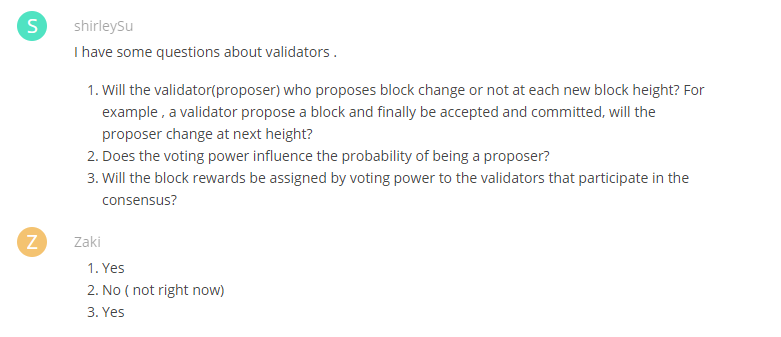 S
shirleySu
I have some questions about validators .
1. Will the validator(proposer) who proposes block change or not at each new block height? For
example , a validator propose a block and finally be accepted and committed, will the
proposer change at next height?
2. Does the voting power influence the probability of being a proposer?
3. Will the block rewards be assigned by voting power to the validators that participate in the
consensus?
Z
Zaki
1. Yes
2. No ( not right now)
3. Yes